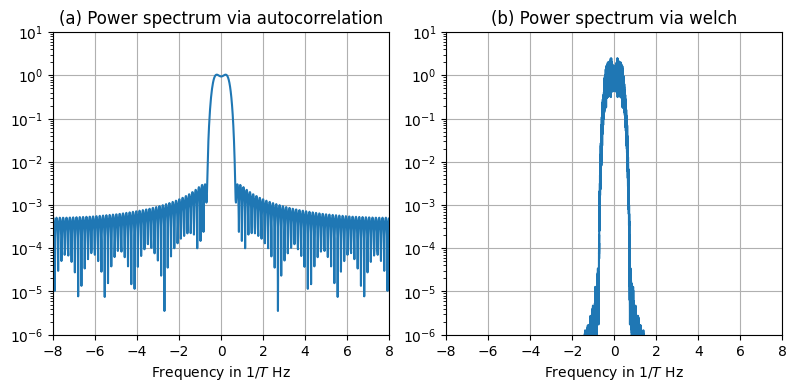 (a) Power spectrum via autocorrelation
10¹
10⁰
10⁻¹
10⁻²
10⁻³
10⁻⁴
10⁻⁵
10⁻⁶
−8 −6 −4 −2 0 2 4 6 8
Frequency in 1/T Hz
(b) Power spectrum via welch
10¹
10⁰
10⁻¹
10⁻²
10⁻³
10⁻⁴
10⁻⁵
10⁻⁶
−8 −6 −4 −2 0 2 4 6 8
Frequency in 1/T Hz